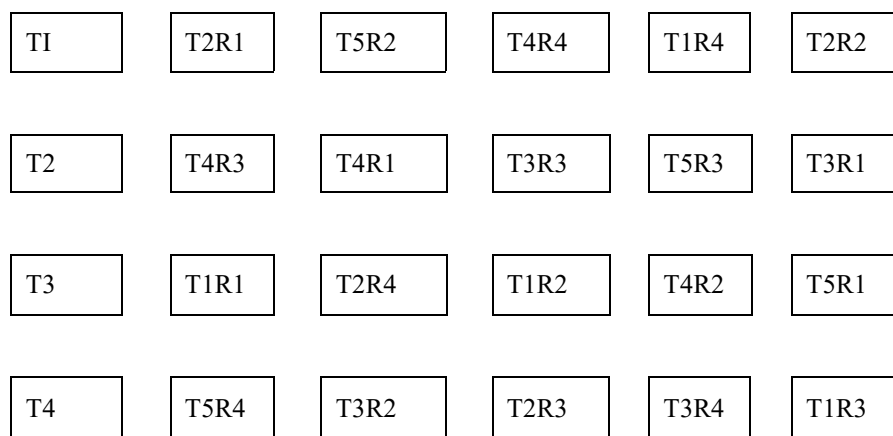 TI T2R1 T5R2 T4R4 T1R4 T2R2
T2 T4R3 T4R1 T3R3 T5R3 T3R1
T3 T1R1 T2R4 T1R2 T4R2 T5R1
T4 T5R4 T3R2 T2R3 T3R4 T1R3